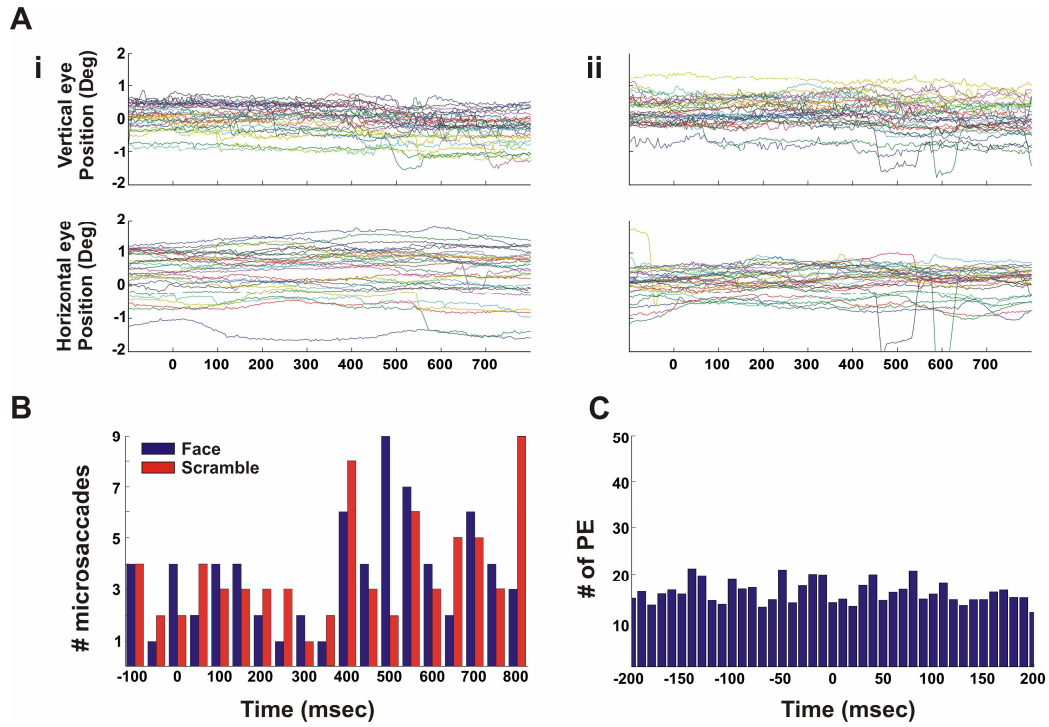 A
i
ii
Vertical eye
Position (Deg)
2
1
0
-1
-2
Horizontal eye
Position (Deg)
2
1
0
-1
-2
0 100 200 300 400 500 600 700
0 100 200 300 400 500 600 700
B
# microsaccades
9
7
5
3
1
Face
Scramble
-100 0 100 200 300 400 500 600 700 800
Time (msec)
C
# of PE
50
40
30
20
10
-200 -150 -100 -50 0 50 100 150 200
Time (msec)